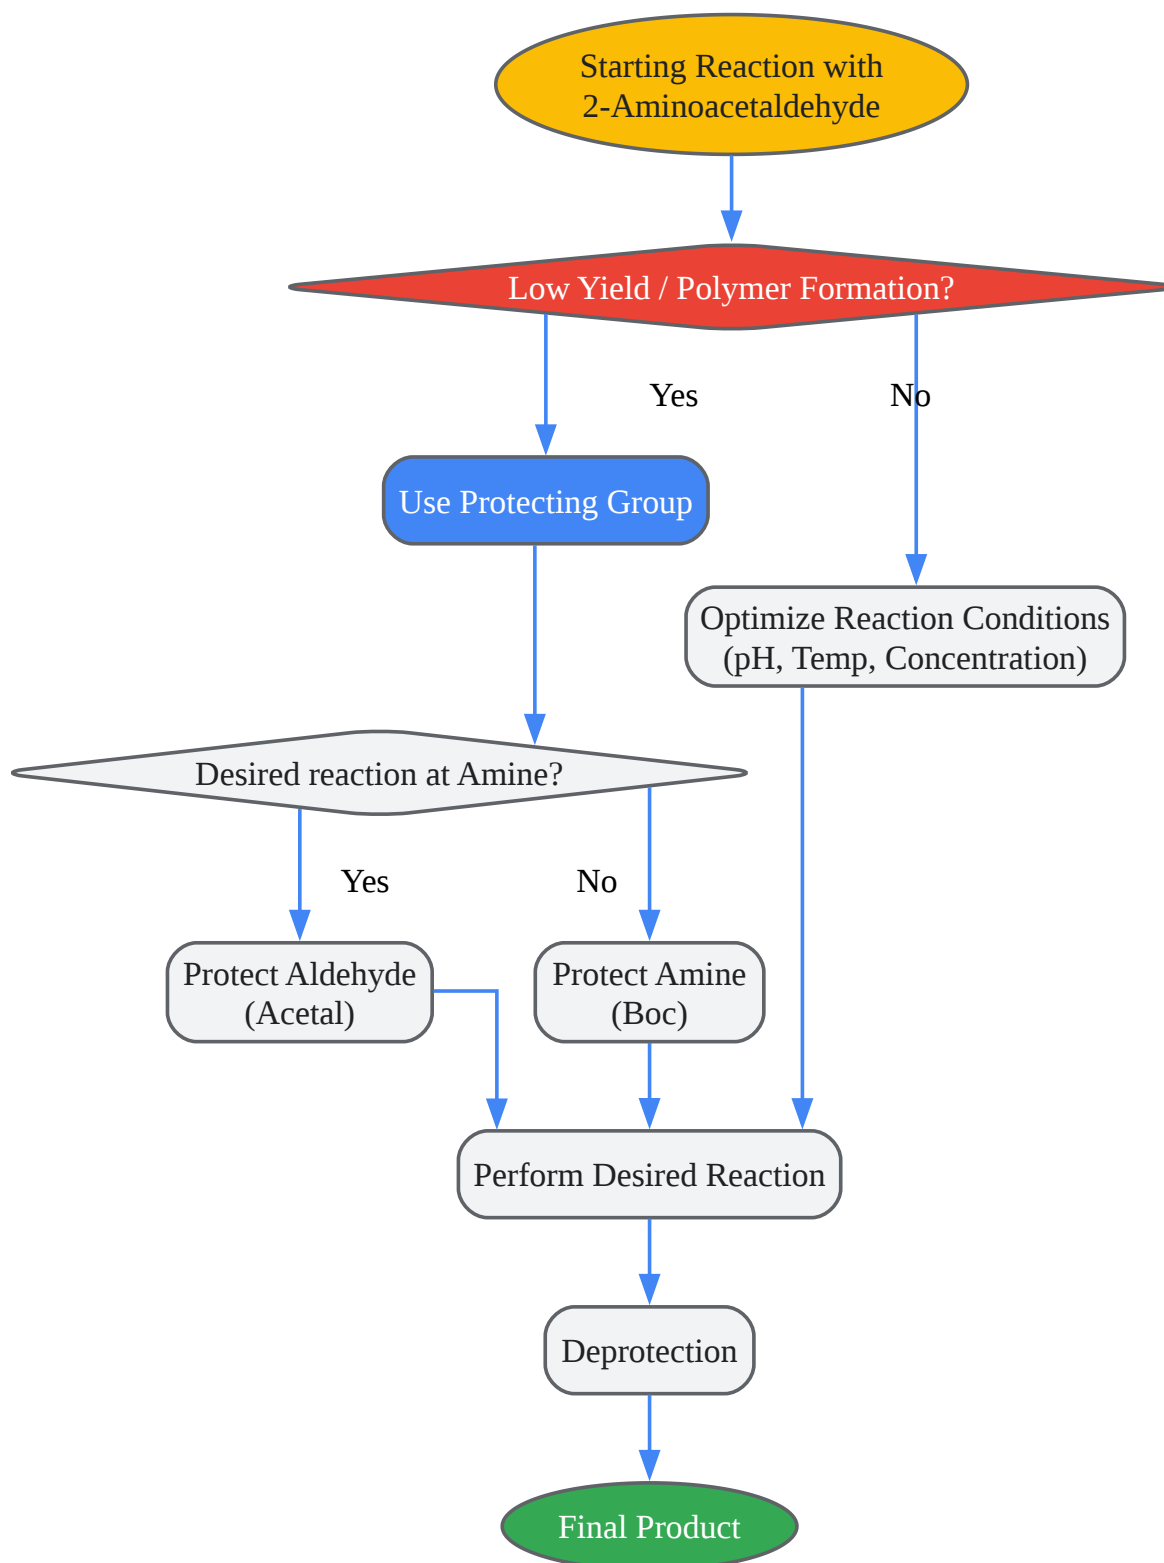 Starting Reaction with
2-Aminoacetaldehyde
Low Yield / Polymer Formation?
Yes
No
Use Protecting Group
Optimize Reaction Conditions
(pH, Temp, Concentration)
Desired reaction at Amine?
Yes
No
Protect Aldehyde
(Acetal)
Protect Amine
(Boc)
Perform Desired Reaction
Deprotection
Final Product